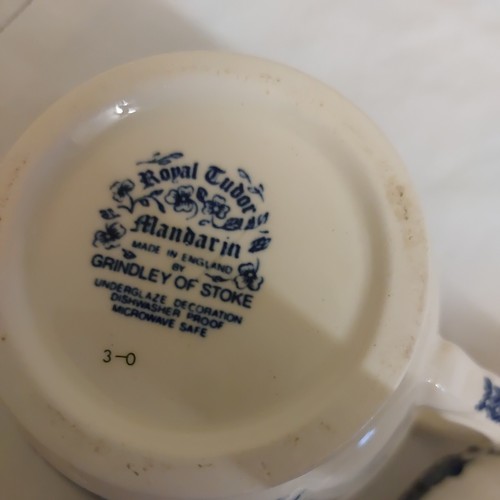 Royal Tudor
Mandarin
MADE IN ENGLAND
BY
GRINDLEY OF STOKE
UNDERGLAZE DECORATION
DISHWASHER PROOF
MICROWAVE SAFE
3-0